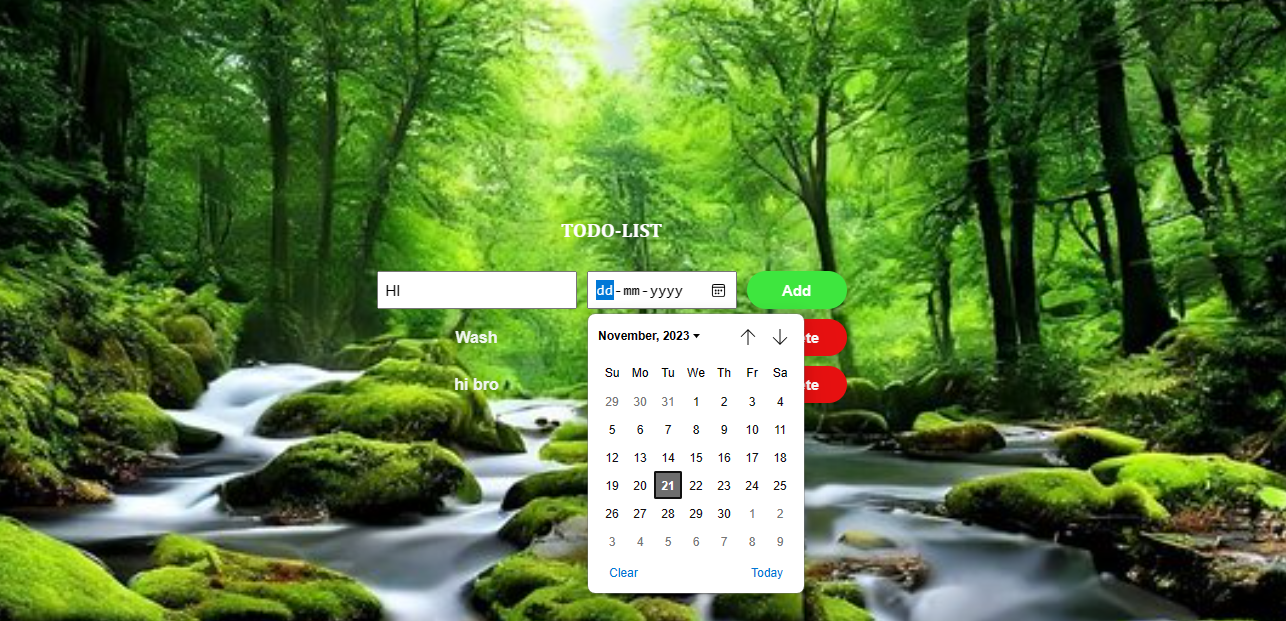 TODO-LIST
HI dd-mm-yyyy Add
Wash
hi bro
November, 2023
Su Mo Tu We Th Fr Sa
29 30 31 1 2 3 4
5 6 7 8 9 10 11
12 13 14 15 16 17 18
19 20 21 22 23 24 25
26 27 28 29 30 1 2
3 4 5 6 7 8 9
Clear Today